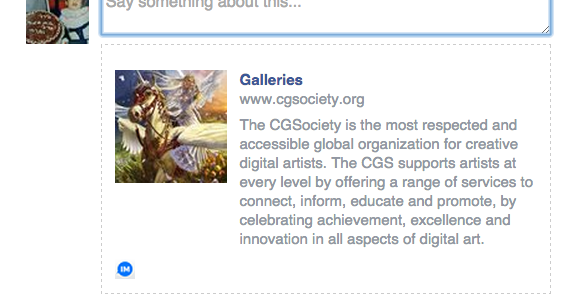 Say something about this...
Galleries
www.cgsociety.org
The CGSociety is the most respected and
accessible global organization for creative
digital artists. The CGS supports artists at
every level by offering a range of services to
connect, inform, educate and promote, by
celebrating achievement, excellence and
innovation in all aspects of digital art.
IM